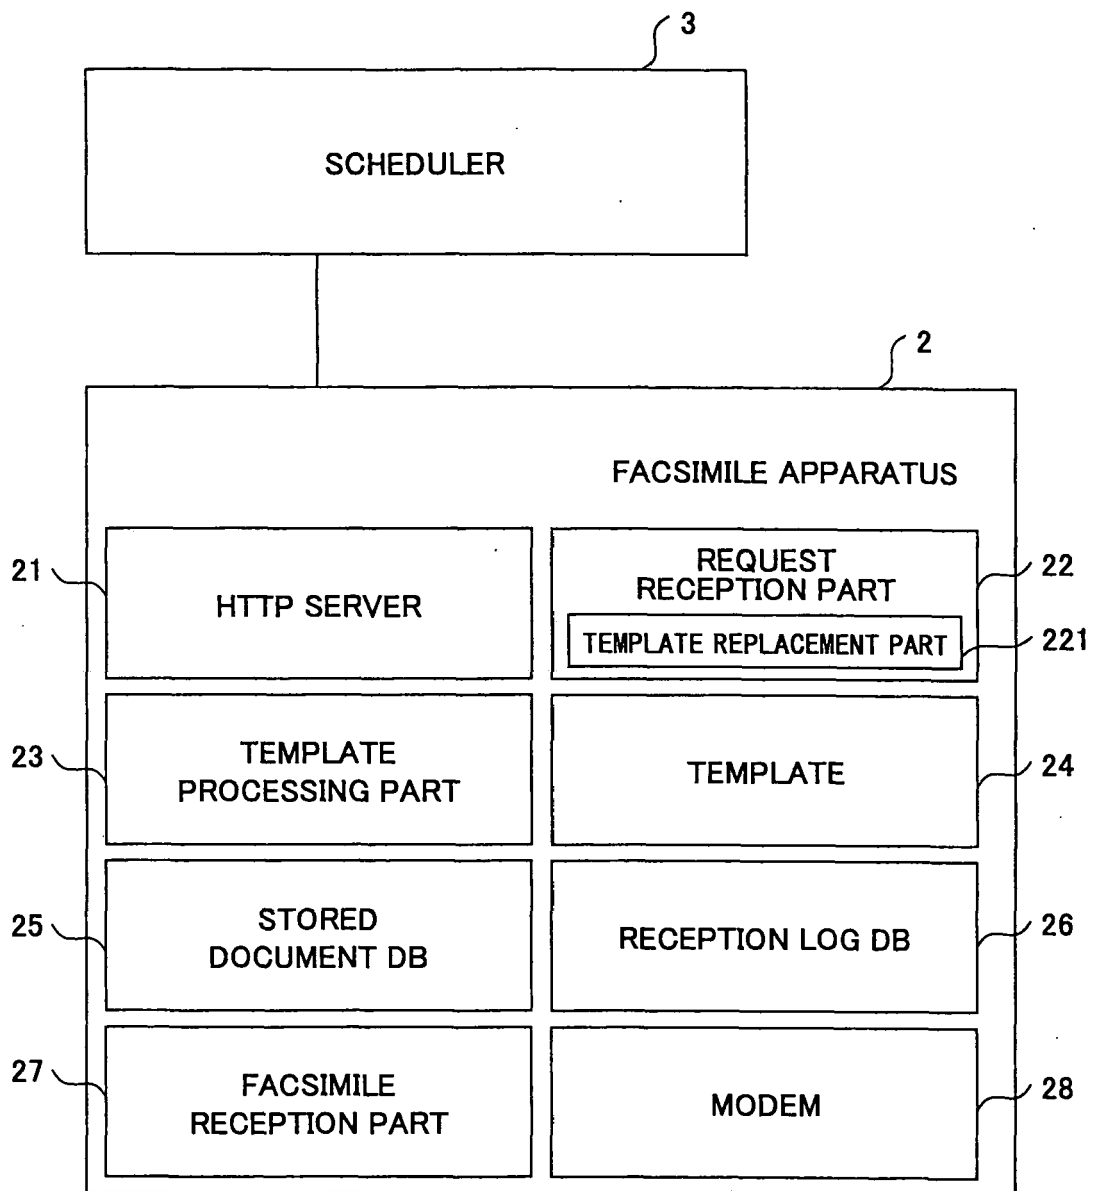 3
SCHEDULER
2
FACSIMILE APPARATUS
21
HTTP SERVER
REQUEST
RECEPTION PART
22
TEMPLATE REPLACEMENT PART
221
23
TEMPLATE
PROCESSING PART
TEMPLATE
24
25
STORED
DOCUMENT DB
RECEPTION LOG DB
26
27
FACSIMILE
RECEPTION PART
MODEM
28